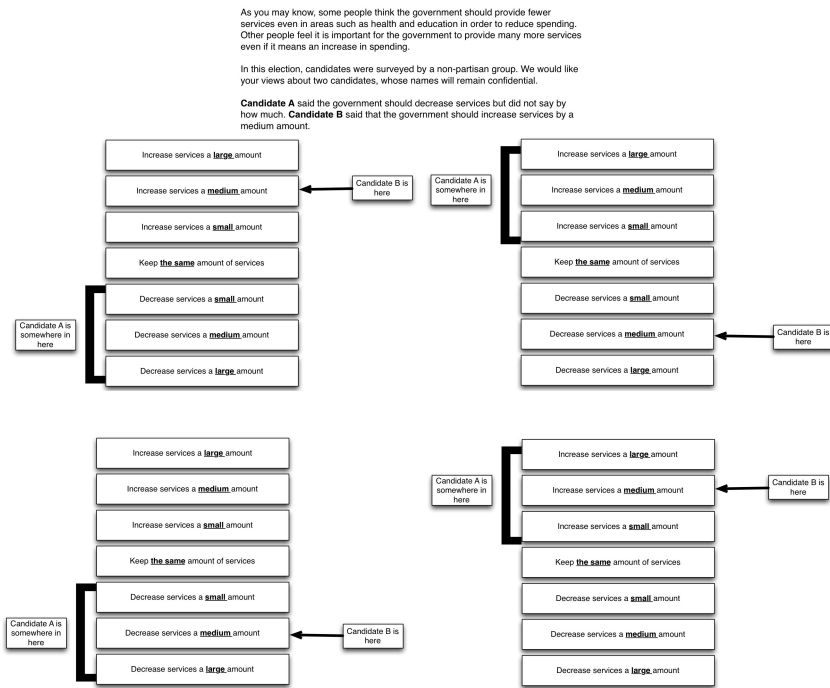 As you may know, some people think the government should provide fewer
services even in areas such as health and education in order to reduce spending.
Other people feel it is important for the government to provide many more services
even if it means an increase in spending.
In this election, candidates were surveyed by a non-partisan group. We would like
your views about two candidates, whose names will remain confidential.
Candidate A said the government should decrease services but did not say by
how much. Candidate B said that the government should increase services by a
medium amount.
Increase services a large amount
Increase services a medium amount
Increase services a small amount
Keep the same amount of services
Decrease services a small amount
Decrease services a medium amount
Decrease services a large amount
Candidate B is
here
Candidate A is
somewhere in
here
Increase services a large amount
Increase services a medium amount
Increase services a small amount
Keep the same amount of services
Decrease services a small amount
Decrease services a medium amount
Decrease services a large amount
Candidate A is
somewhere in
here
Candidate B is
here
Increase services a large amount
Increase services a medium amount
Increase services a small amount
Keep the same amount of services
Decrease services a small amount
Decrease services a medium amount
Decrease services a large amount
Candidate A is
somewhere in
here
Candidate B is
here
Increase services a large amount
Increase services a medium amount
Increase services a small amount
Keep the same amount of services
Decrease services a small amount
Decrease services a medium amount
Decrease services a large amount
Candidate A is
somewhere in
here
Candidate B is
here